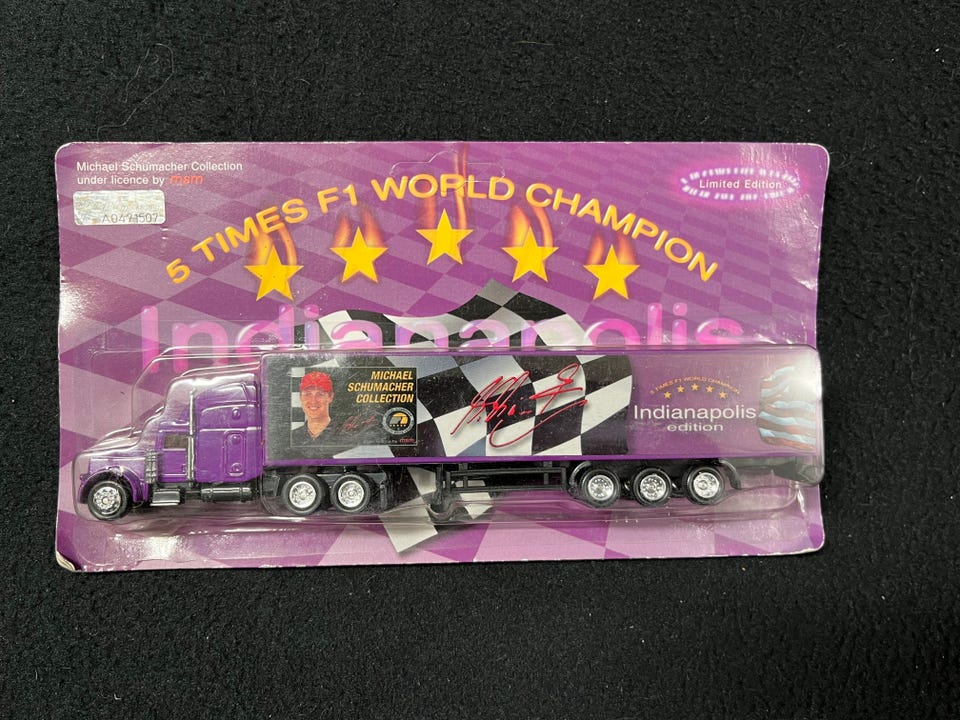 Michael Schumacher Collection
under licence by msm
A0471507
Limited Edition
5 TIMES F1 WORLD CHAMPION
Indianapolis
MICHAEL
SCHUMACHER
COLLECTION
msm
5 TIMES F1 WORLD CHAMPION
Indianapolis
edition